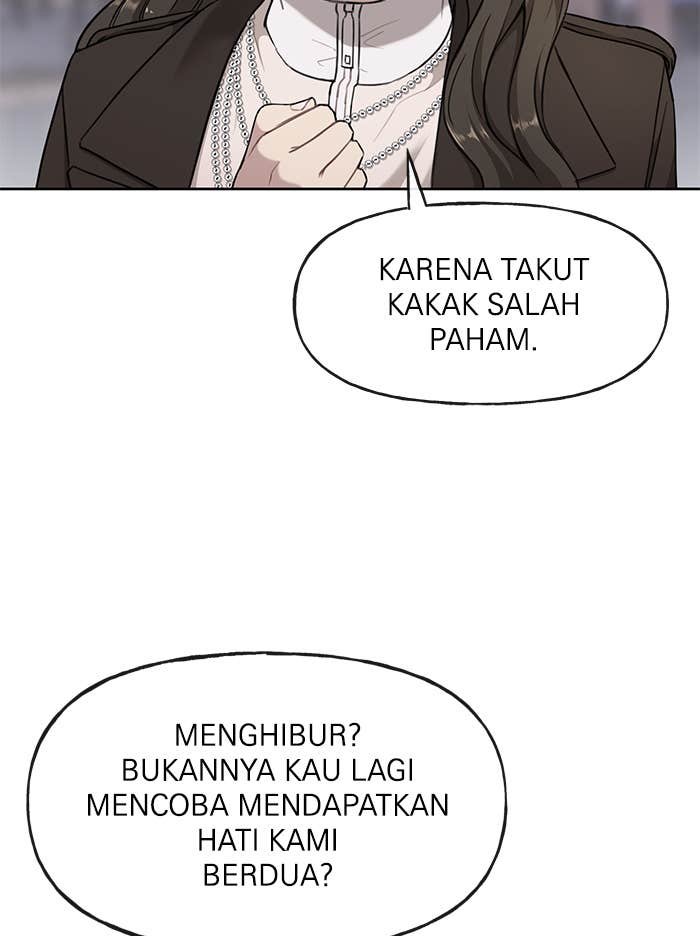 KARENA TAKUT
KAKAK SALAH
PAHAM.
MENGHIBUR?
BUKANNYA KAU LAGI
MENCOBA MENDAPATKAN
HATI KAMI
BERDUA?